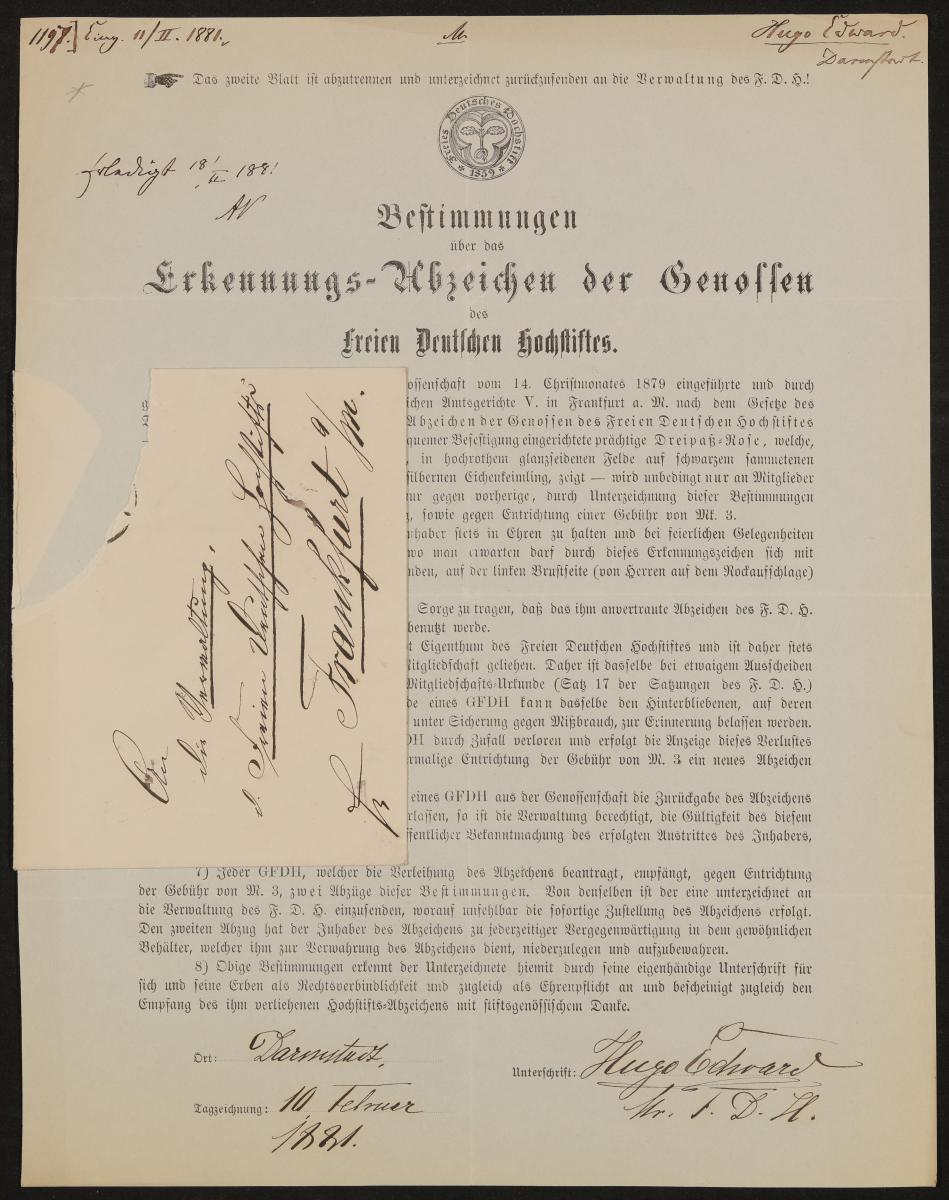 1197.] Eing. 11/II. 1881.
M.
Hugo Edward.
Darmstadt.
Das zweite Blatt ist abzutrennen und unterzeichnet zurückzusenden an die Verwaltung des F. D. H.!
Freies Deutsches Hochstift
* 1859 *
Erledigt 18/II 1881
Bestimmungen
über das
Erkennungs-Abzeichen der Genossen
des
Freien Deutschen Hochstiftes.
ossenschaft vom 14. Christmonates 1879 eingeführte und durch
ichen Amtsgerichte V. in Frankfurt a. M. nach dem Gesetze des
Abzeichen der Genossen des Freien Deutschen Hochstiftes
quemer Befestigung eingerichtete prächtige Dreipaß-Rose, welche,
, in hochrothem glanzseidenen Felde auf schwarzem sammetenen
silbernen Eichenkeimling, zeigt — wird unbedingt nur an Mitglieder
ur gegen vorherige, durch Unterzeichnung dieser Bestimmungen
, sowie gegen Entrichtung einer Gebühr von Mk. 3.
nhaber stets in Ehren zu halten und bei feierlichen Gelegenheiten
wo man erwarten darf durch dieses Erkennungszeichen sich mit
nden, auf der linken Brustseite (von Herren auf dem Rockaufschlage)
Sorge zu tragen, daß das ihm anvertraute Abzeichen des F. D. H.
benutzt werde.
t Eigenthum des Freien Deutschen Hochstiftes und ist daher stets
Mitgliedschaft geliehen. Daher ist dasselbe bei etwaigem Ausscheiden
Mitgliedschafts-Urkunde (Satz 17 der Satzungen des F. D. H.)
de eines GFDH kann dasselbe den Hinterbliebenen, auf deren
unter Sicherung gegen Mißbrauch, zur Erinnerung belassen werden.
DH durch Zufall verloren und erfolgt die Anzeige dieses Verlustes
ermalige Entrichtung der Gebühr von M. 3 ein neues Abzeichen
eines GFDH aus der Genossenschaft die Zurückgabe des Abzeichens
rlassen, so ist die Verwaltung berechtigt, die Gültigkeit des diesem
ffentlicher Bekanntmachung des erfolgten Austrittes des Inhabers,
An
die Verwaltung,
d. Freien Deutschen Hochstifts
Frankfurt a/m.
7) Jeder GFDH, welcher die Verleihung des Abzeichens beantragt, empfängt, gegen Entrichtung
der Gebühr von M. 3, zwei Abzüge dieser Bestimmungen. Von denselben ist der eine unterzeichnet an
die Verwaltung des F. D. H. einzusenden, worauf unfehlbar die sofortige Zustellung des Abzeichens erfolgt.
Den zweiten Abzug hat der Inhaber des Abzeichens zu jederzeitiger Vergegenwärtigung in dem gewöhnlichen
Behälter, welcher ihm zur Verwahrung des Abzeichens dient, niederzulegen und aufzubewahren.
8) Obige Bestimmungen erkennt der Unterzeichnete hiemit durch seine eigenhändige Unterschrift für
sich und seine Erben als Rechtsverbindlichkeit und zugleich als Ehrenpflicht an und bescheinigt zugleich den
Empfang des ihm verliehenen Hochstifts-Abzeichens mit stiftsgenössischem Danke.
Ort: Darmstadt,
Unterschrift: Hugo Edward
Mr. F. D. H.
Tagzeichnung: 10. Februar
1881.